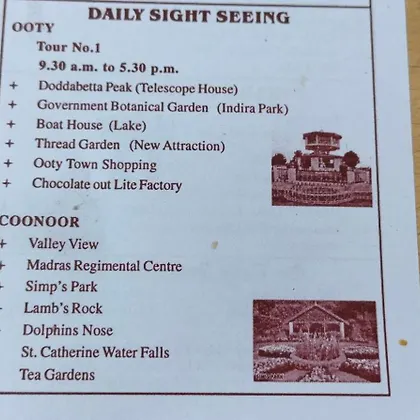 DAILY SIGHT SEEING
OOTY
Tour No.1
9.30 a.m. to 5.30 p.m.
+ Doddabetta Peak (Telescope House)
+ Government Botanical Garden (Indira Park)
+ Boat House (Lake)
+ Thread Garden (New Attraction)
+ Ooty Town Shopping
+ Chocolate out Lite Factory
COONOOR
+ Valley View
+ Madras Regimental Centre
+ Simp's Park
+ Lamb's Rock
Dolphins Nose
St. Catherine Water Falls
Tea Gardens